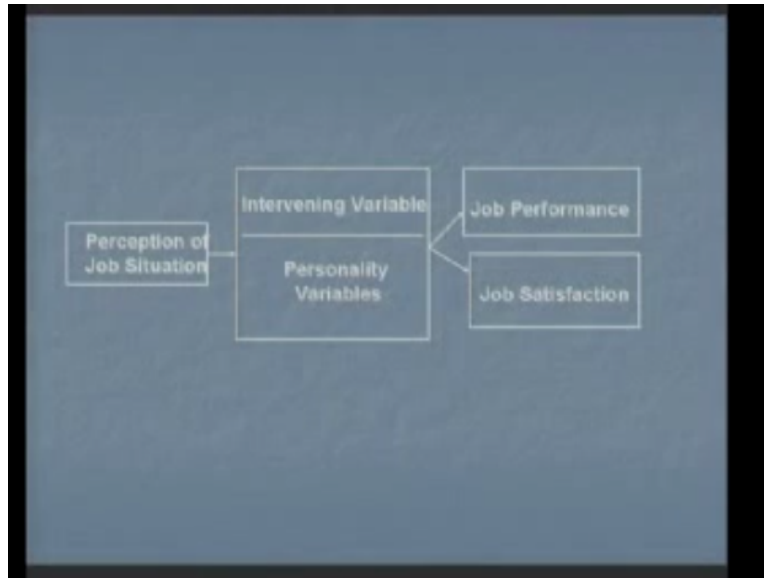 Perception of
Job Situation
Intervening Variable
Personality
Variables
Job Performance
Job Satisfaction